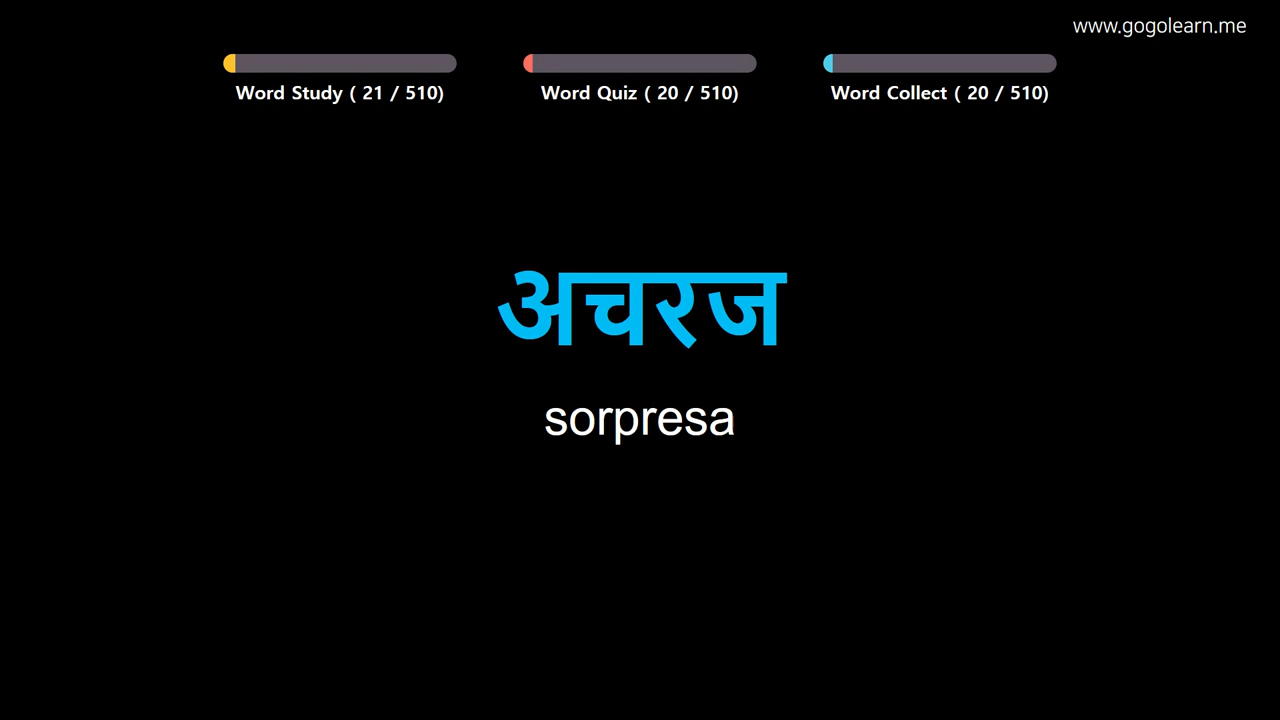 www.gogolearn.me
Word Study ( 21 / 510)
Word Quiz ( 20 / 510)
Word Collect ( 20 / 510)
अचरज
sorpresa